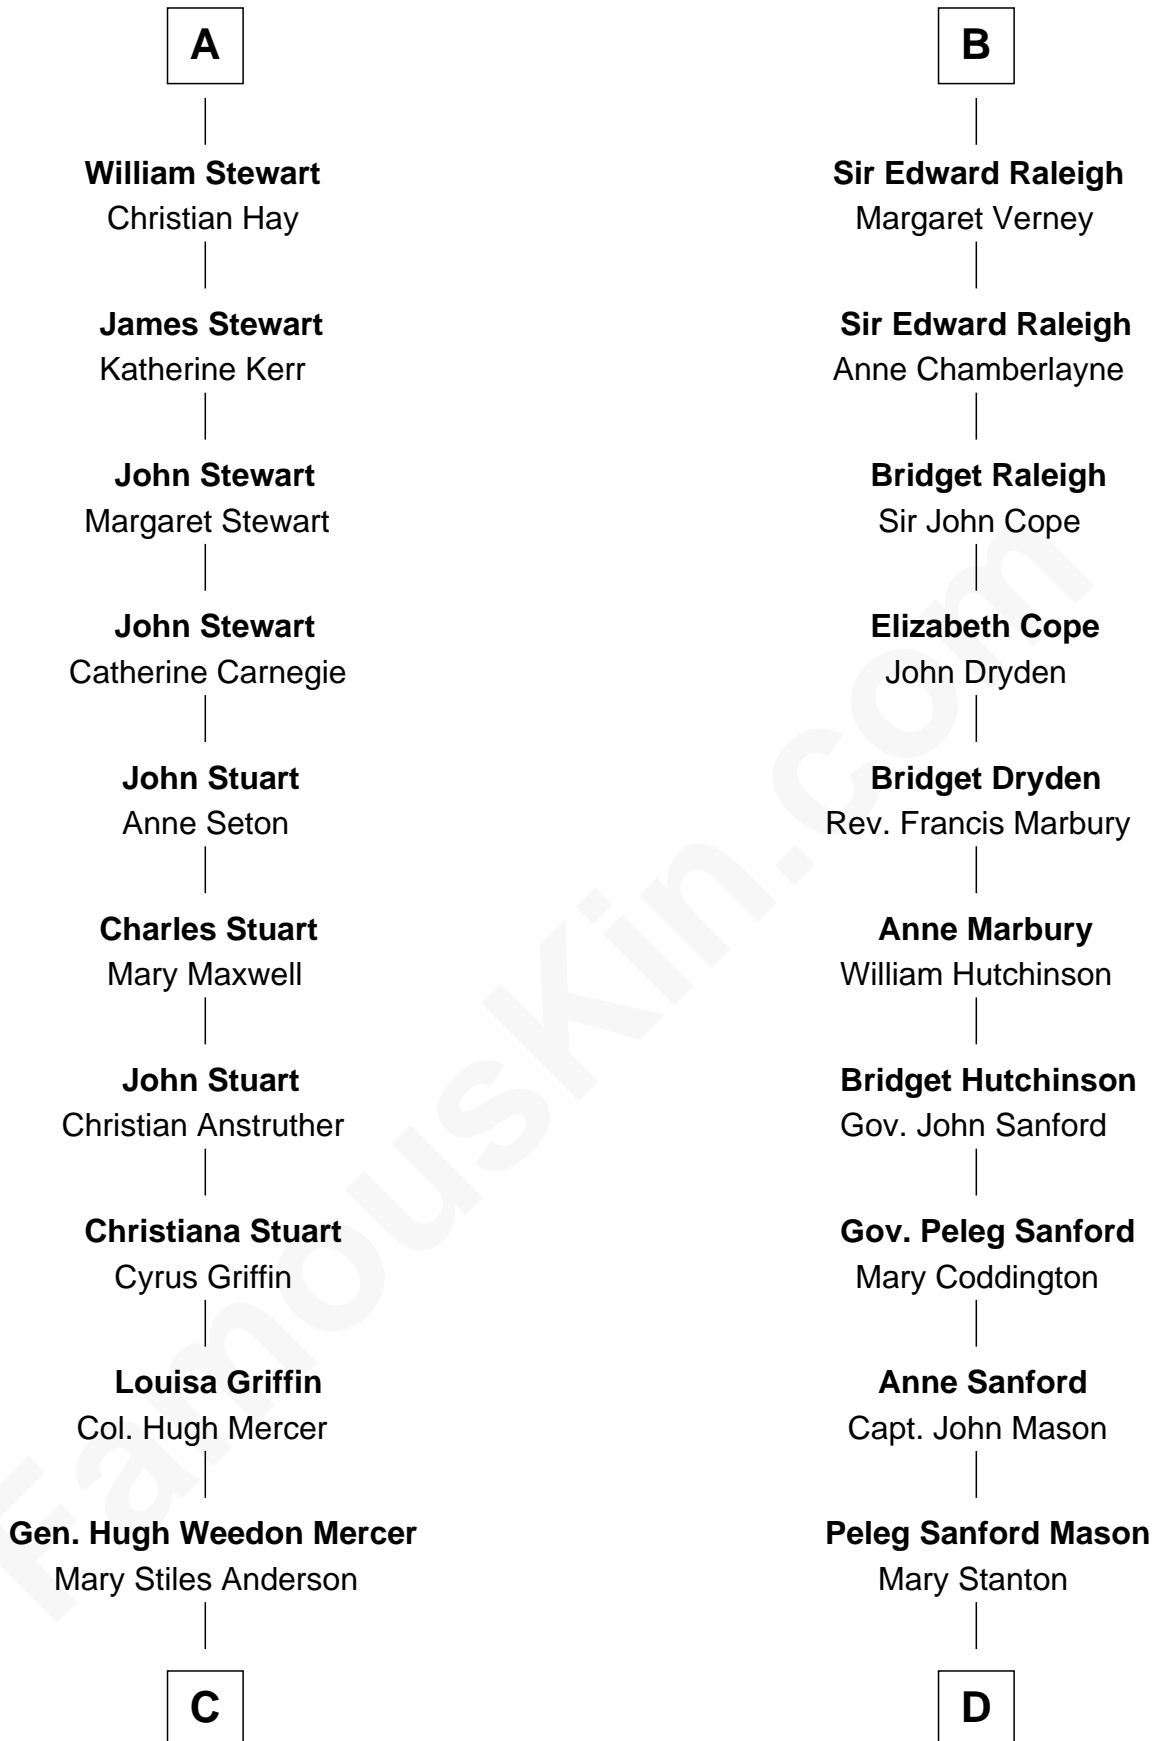 A
William Stewart
Christian Hay
James Stewart
Katherine Kerr
John Stewart
Margaret Stewart
John Stewart
Catherine Carnegie
John Stuart
Anne Seton
Charles Stuart
Mary Maxwell
John Stuart
Christian Anstruther
Christiana Stuart
Cyrus Griffin
Louisa Griffin
Col. Hugh Mercer
Gen. Hugh Weedon Mercer
Mary Stiles Anderson
C
B
Sir Edward Raleigh
Margaret Verney
Sir Edward Raleigh
Anne Chamberlayne
Bridget Raleigh
Sir John Cope
Elizabeth Cope
John Dryden
Bridget Dryden
Rev. Francis Marbury
Anne Marbury
William Hutchinson
Bridget Hutchinson
Gov. John Sanford
Gov. Peleg Sanford
Mary Coddington
Anne Sanford
Capt. John Mason
Peleg Sanford Mason
Mary Stanton
D
FamousKin.com